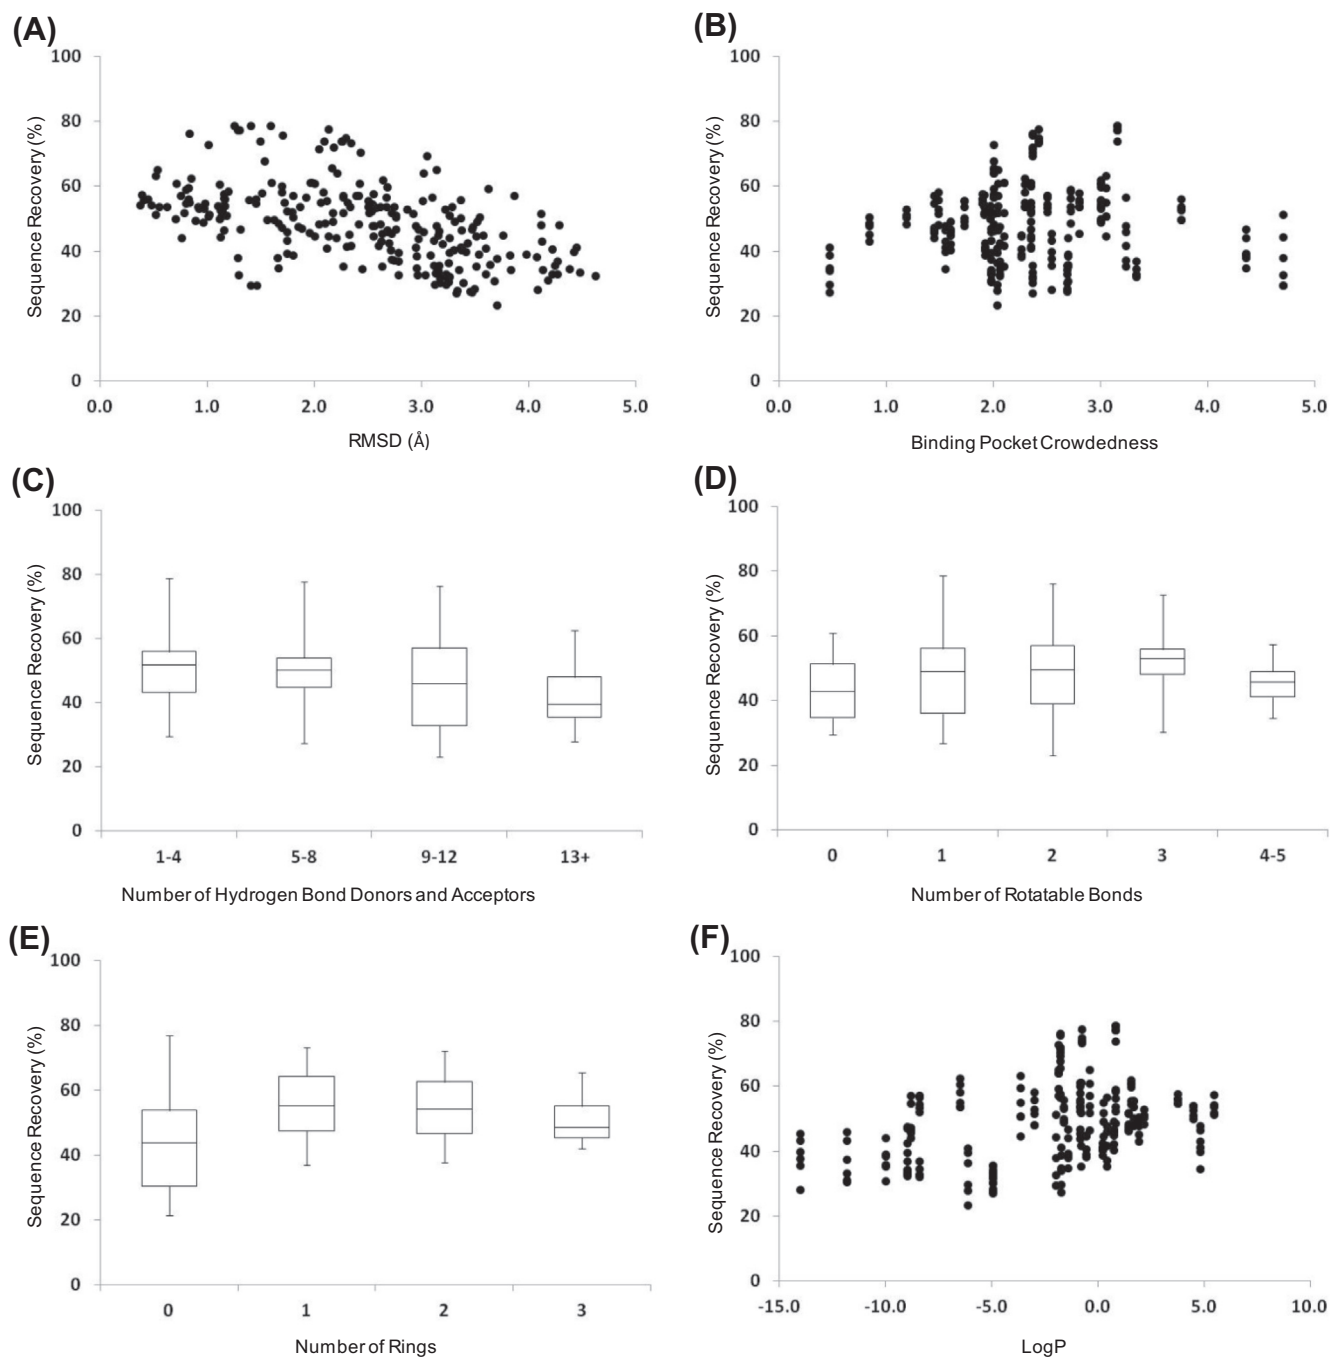 (A)
100
80
60
40
20
0
Sequence Recovery (%)
0.0 1.0 2.0 3.0 4.0 5.0
RMSD (Å)
(B)
100
80
60
40
20
0
Sequence Recovery (%)
0.0 1.0 2.0 3.0 4.0 5.0
Binding Pocket Crowdedness
(C)
100
80
60
40
20
0
Sequence Recovery (%)
1-4 5-8 9-12 13+
Number of Hydrogen Bond Donors and Acceptors
(D)
100
80
60
40
20
0
Sequence Recovery (%)
0 1 2 3 4-5
Number of Rotatable Bonds
(E)
100
80
60
40
20
0
Sequence Recovery (%)
0 1 2 3
Number of Rings
(F)
100
80
60
40
20
0
Sequence Recovery (%)
-15.0 -10.0 -5.0 0.0 5.0 10.0
LogP